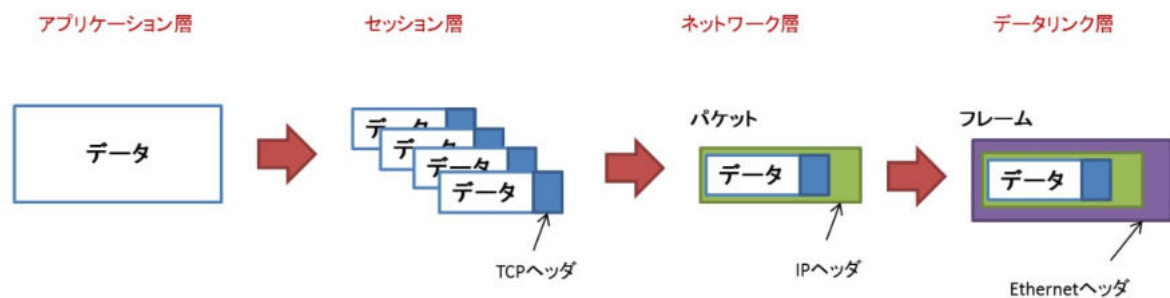 アプリケーション層
セッション層
ネットワーク層
データリンク層
データ
データ
データ
データ
データ
TCPヘッダ
パケット
データ
IPヘッダ
フレーム
データ
Ethernetヘッダ